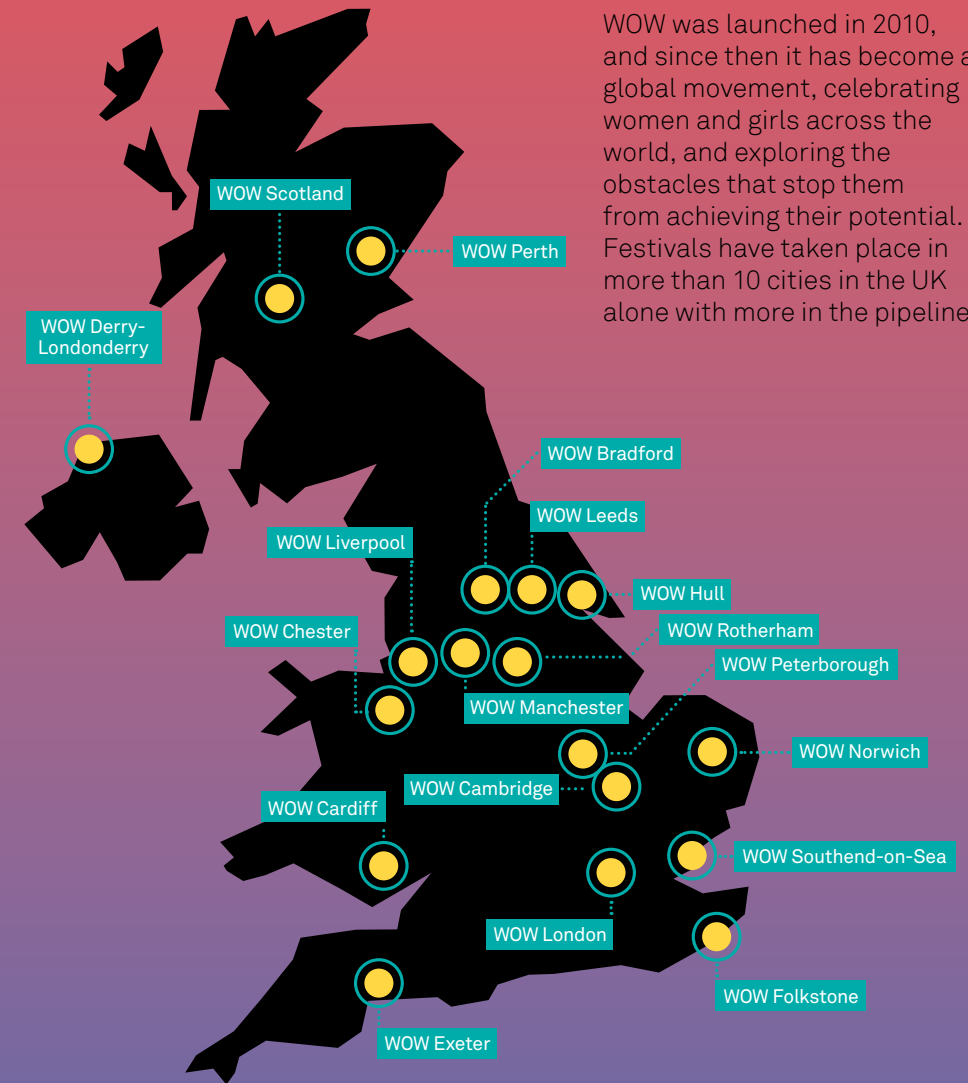 WOW was launched in 2010,
and since then it has become a
global movement, celebrating
women and girls across the
world, and exploring the
obstacles that stop them
from achieving their potential.
Festivals have taken place in
more than 10 cities in the UK
alone with more in the pipeline
WOW Scotland
WOW Perth
WOW Derry-
Londonderry
WOW Bradford
WOW Leeds
WOW Liverpool
WOW Hull
WOW Chester
WOW Rotherham
WOW Peterborough
WOW Manchester
WOW Norwich
WOW Cambridge
WOW Cardiff
WOW Southend-on-Sea
WOW London
WOW Folkstone
WOW Exeter